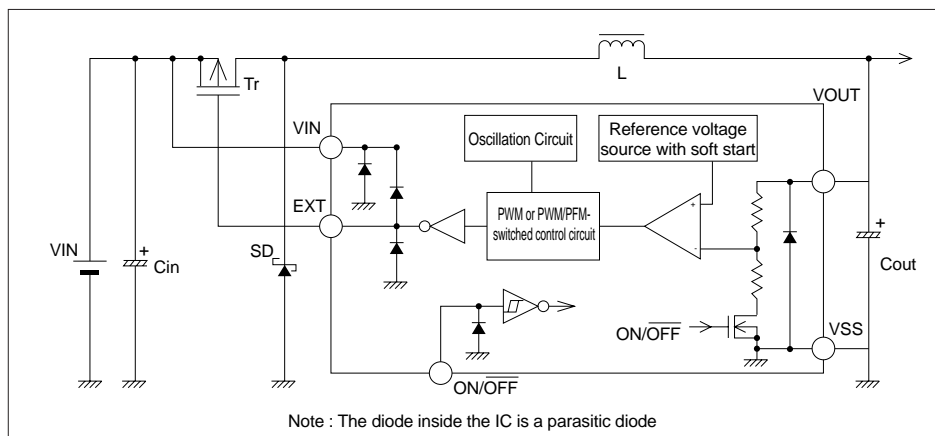 L
Tr
VOUT
VIN
Oscillation Circuit
Reference voltage
source with soft start
EXT
PWM or PWM/PFM-
switched control circuit
+
-
VIN
+
Cin
SD
+
Cout
ON/OFF
VSS
ON/OFF
Note : The diode inside the IC is a parasitic diode